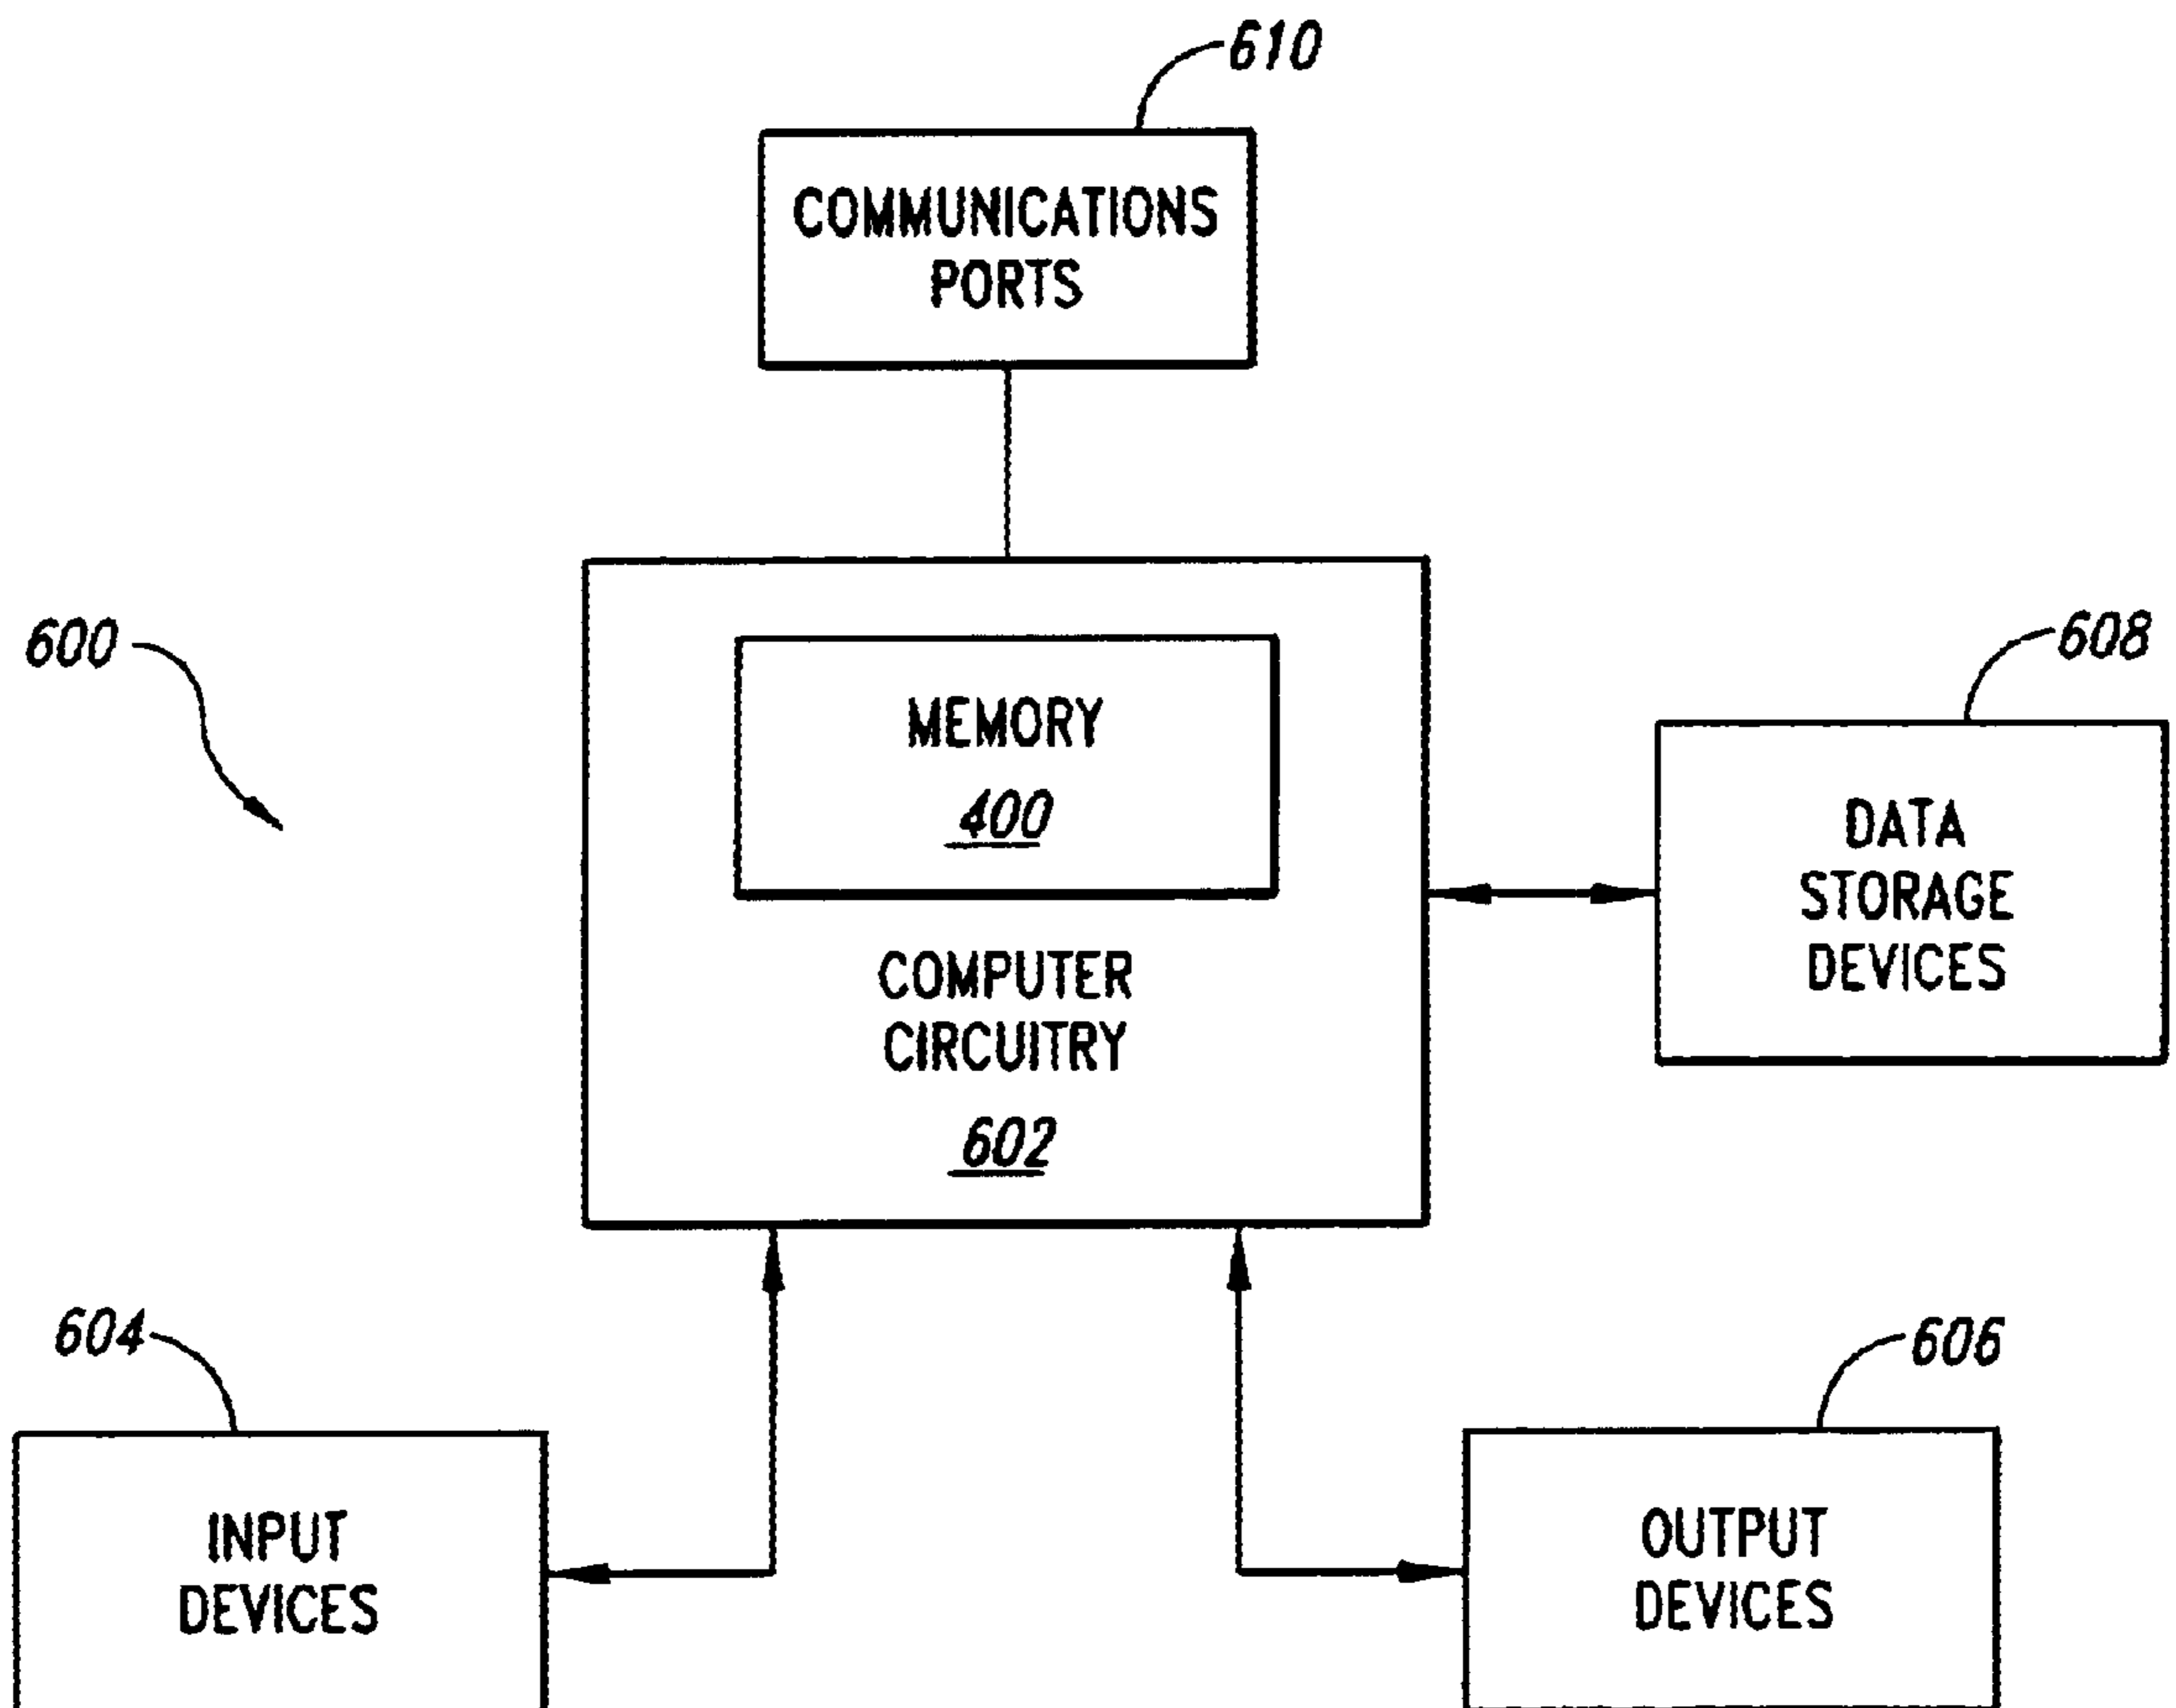 610
COMMUNICATIONS
PORTS
600
608
MEMORY
400
DATA
STORAGE
DEVICES
COMPUTER
CIRCUITRY
602
604
606
INPUT
DEVICES
OUTPUT
DEVICES